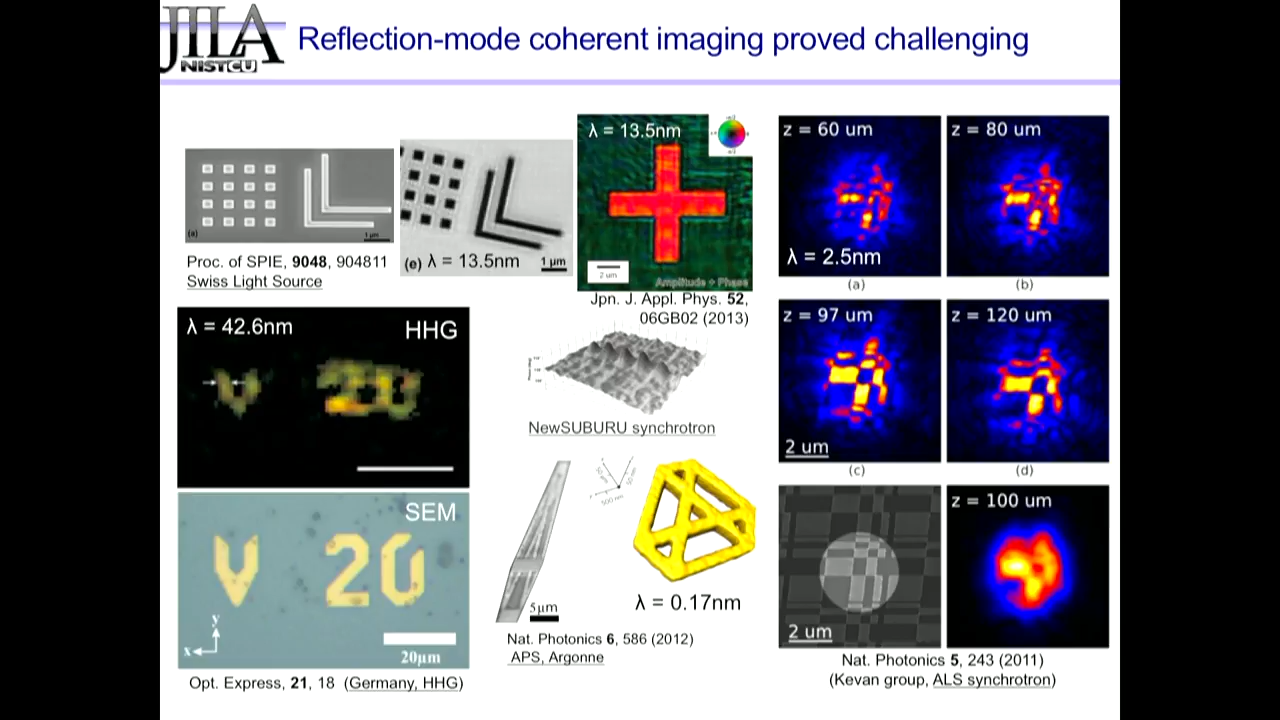 JILA
NIST CU
Reflection-mode coherent imaging proved challenging
(a)
1 µm
Proc. of SPIE, 9048, 904811
Swiss Light Source
(e) λ = 13.5nm
1 µm
λ = 13.5nm
2 um
Amplitude + Phase
Jpn. J. Appl. Phys. 52,
06GB02 (2013)
λ = 42.6nm
HHG
SEM
V 20
y
x
20µm
Opt. Express, 21, 18 (Germany, HHG)
NewSUBURU synchrotron
500 nm
5µm
λ = 0.17nm
Nat. Photonics 6, 586 (2012)
APS, Argonne
z = 60 um
λ = 2.5nm
(a)
z = 80 um
(b)
z = 97 um
2 um
(c)
z = 120 um
(d)
2 um
z = 100 um
Nat. Photonics 5, 243 (2011)
(Kevan group, ALS synchrotron)